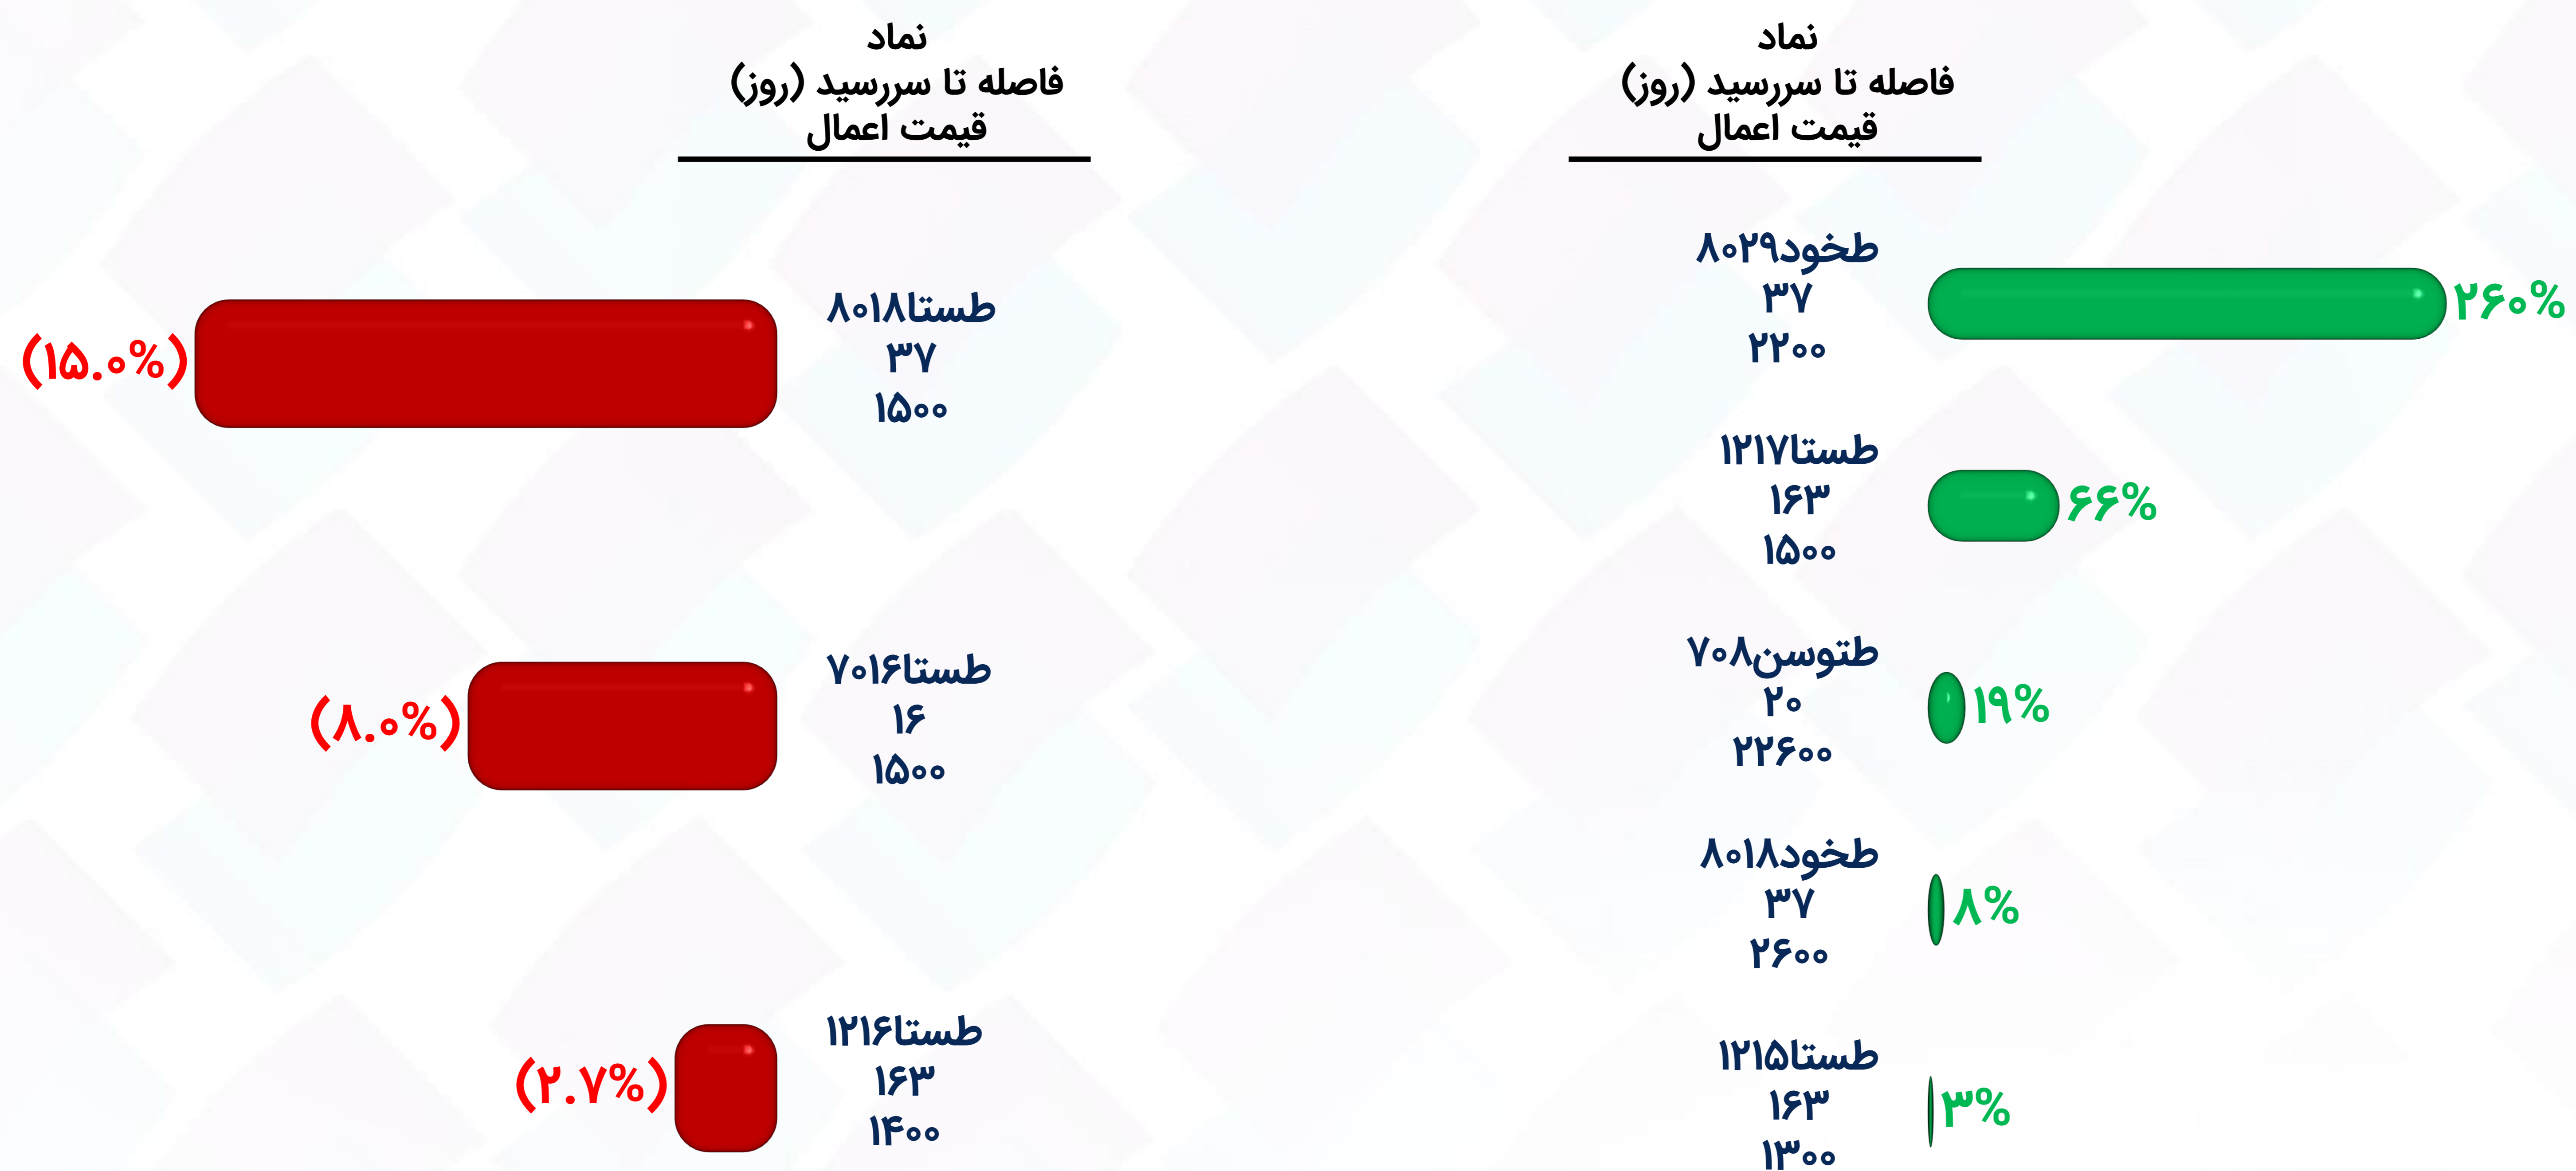 نماد
فاصله تا سررسید (روز)
قیمت اعمال
طخود۸۰۲۹
۳۷
۲۲۰۰
۲۶۰%
طستا۱۲۱۷
۱۶۳
۱۵۰۰
۶۶%
طتوسن۷۰۸
۲۰
۲۲۶۰۰
۱۹%
طخود۸۰۱۸
۳۷
۲۶۰۰
۸%
طستا۱۲۱۵
۱۶۳
۱۳۰۰
۳%
نماد
فاصله تا سررسید (روز)
قیمت اعمال
طستا۸۰۱۸
۳۷
۱۵۰۰
(۱۵.۰%)
طستا۷۰۱۶
۱۶
۱۵۰۰
(۸.۰%)
طستا۱۲۱۶
۱۶۳
۱۴۰۰
(۲.۷%)